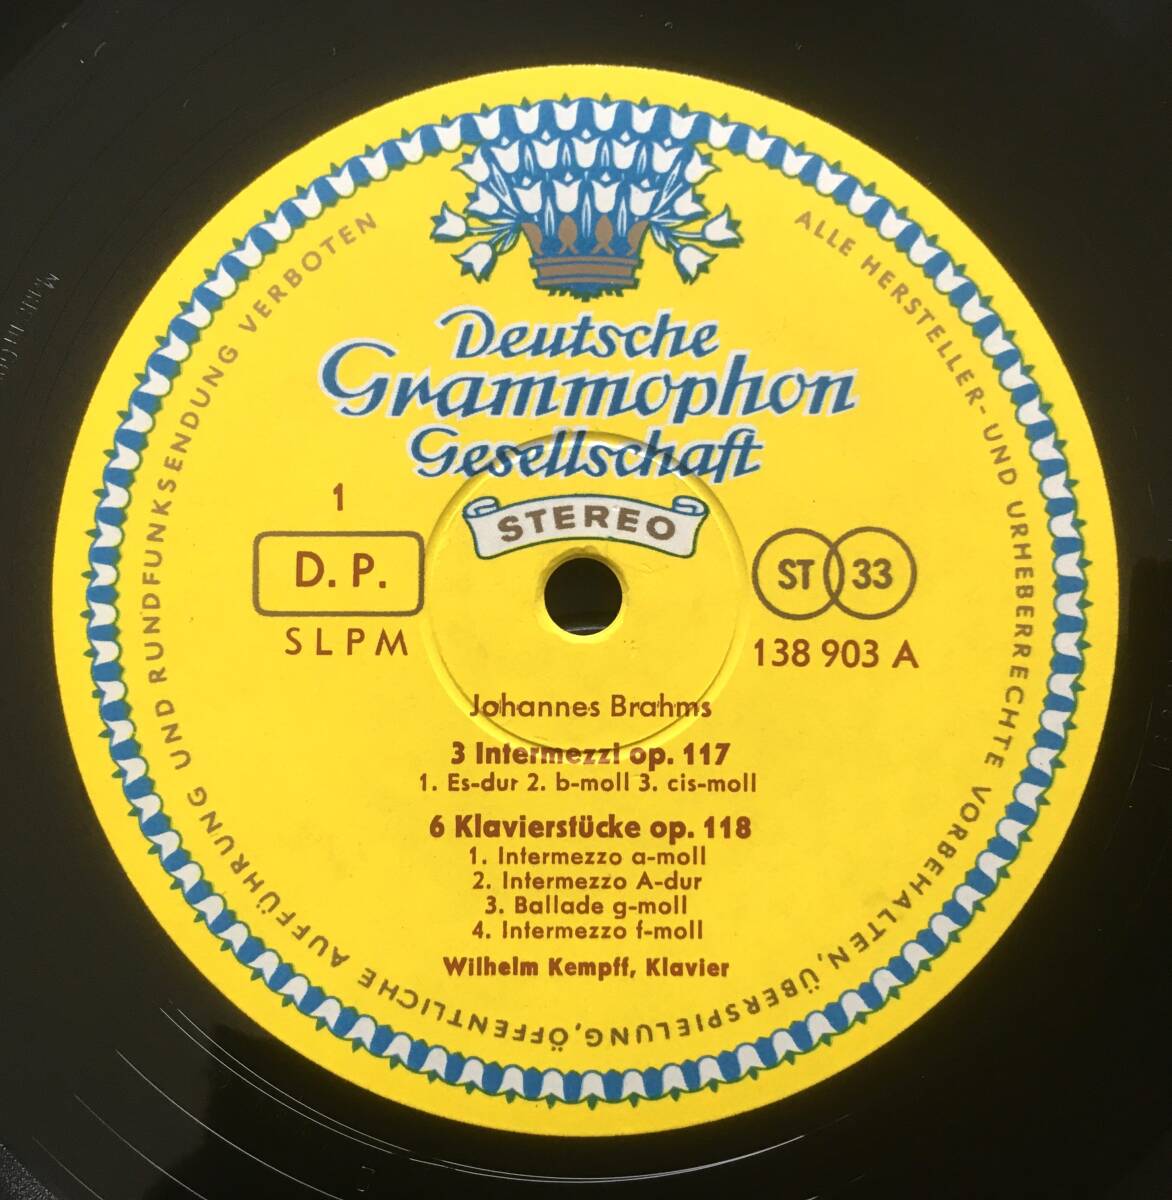 Deutsche
Grammophon
Gesellschaft
STEREO
1
D. P.
SLPM
ST 33
138 903 A
Johannes Brahms
3 Intermezzi op. 117
1. Es-dur 2. b-moll 3. cis-moll
6 Klavierstücke op. 118
1. Intermezzo a-moll
2. Intermezzo A-dur
3. Ballade g-moll
4. Intermezzo f-moll
Wilhelm Kempff, Klavier
ALLE HERSTELLER- UND URHEBERRECHTE VORBEHALTEN, ÜBERSPIELUNG, ÖFFENTLICHE AUFFÜHRUNG UND RUNDFUNKSENDUNG VERBOTEN